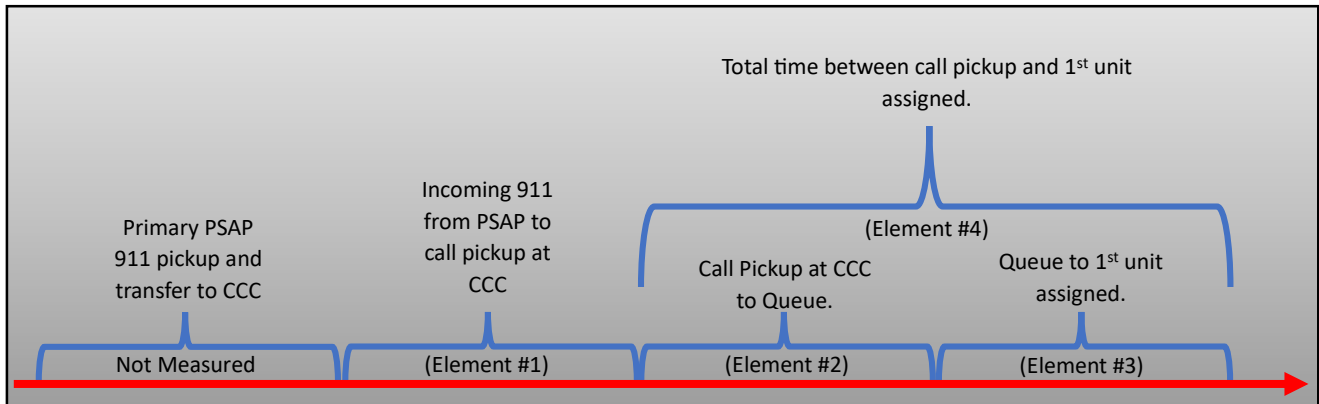 Total time between call pickup and 1st unit
assigned.
Primary PSAP
911 pickup and
transfer to CCC
Incoming 911
from PSAP to
call pickup at
CCC
(Element #4)
Call Pickup at CCC
to Queue.
Queue to 1st unit
assigned.
Not Measured
(Element #1)
(Element #2)
(Element #3)